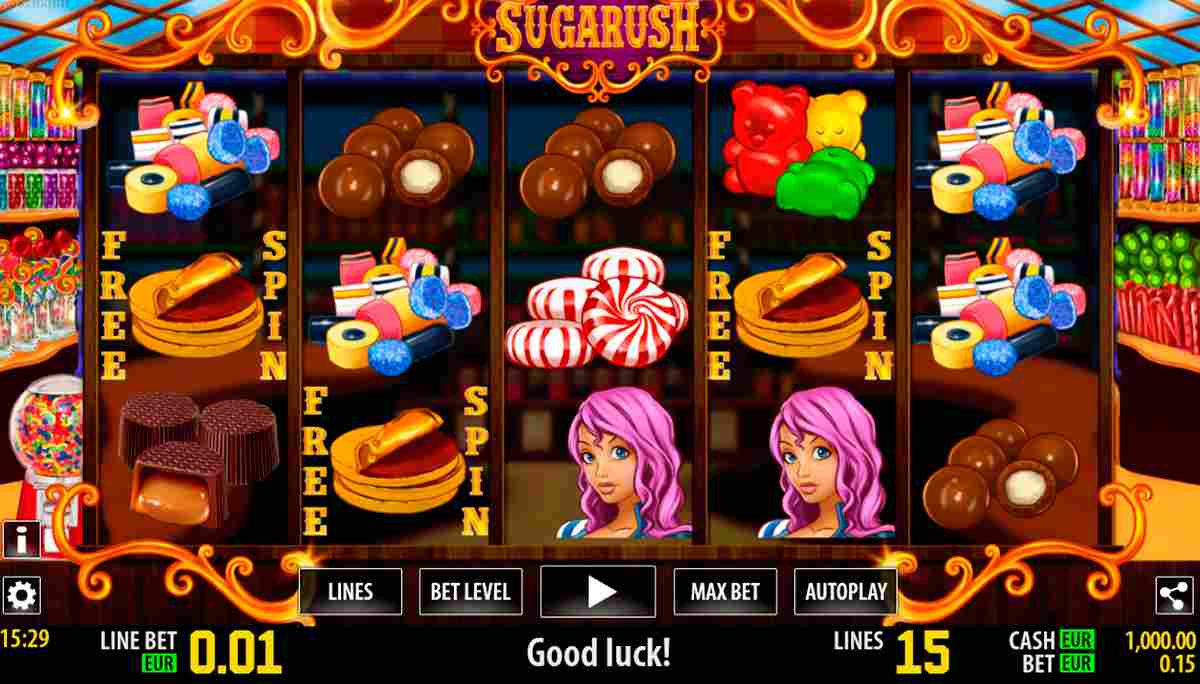 SUGARUSH
FREE SPIN
FREE SPIN
FREE SPIN
i
LINES
BET LEVEL
MAX BET
AUTOPLAY
15:29
LINE BET
EUR
0.01
Good luck!
LINES
15
CASH EUR 1,000.00
BET EUR 0.15